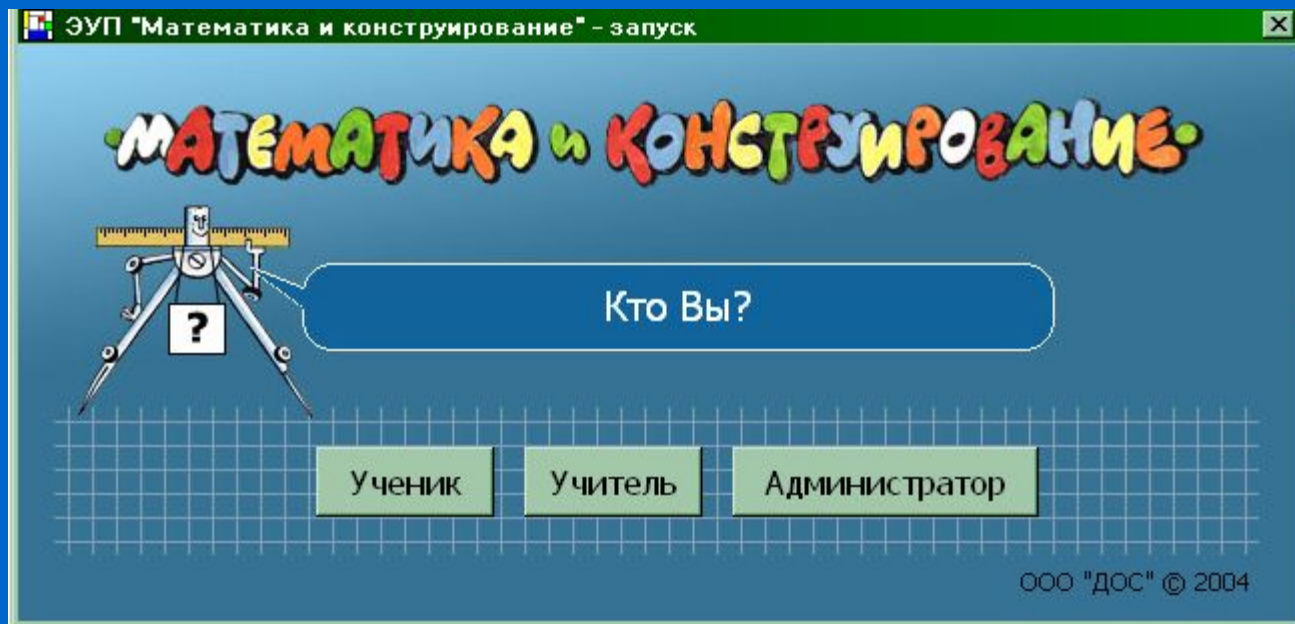 ЭУП "Математика и конструирование" - запуск
МАТЕМАТИКА и КОНСТРУИРОВАНИЕ
Кто Вы?
?
Ученик Учитель Администратор
ООО "ДОС" © 2004